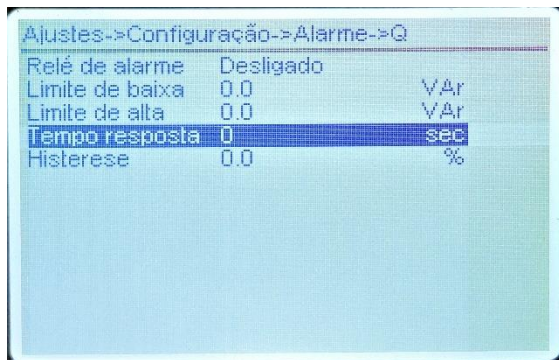 Ajustes->Configuração->Alarme->Q
Relé de alarme Desligado
Limite de baixa 0.0 VAr
Limite de alta 0.0 VAr
Tempo resposta 0 sec
Histerese 0.0 %